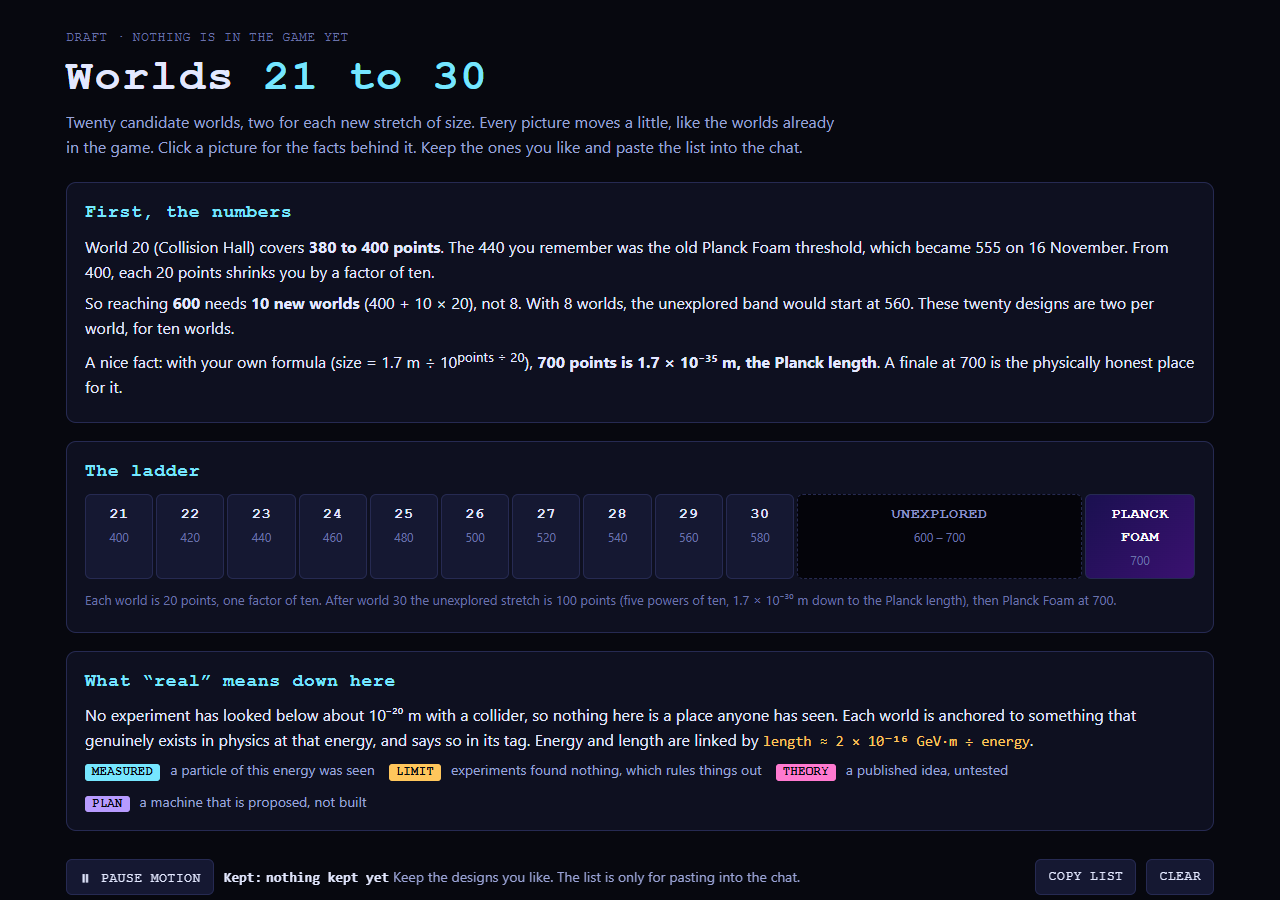 DRAFT · NOTHING IS IN THE GAME YET
Worlds 21 to 30
Twenty candidate worlds, two for each new stretch of size. Every picture moves a little, like the worlds already
in the game. Click a picture for the facts behind it. Keep the ones you like and paste the list into the chat.
First, the numbers
World 20 (Collision Hall) covers 380 to 400 points. The 440 you remember was the old Planck Foam threshold, which became 555 on 16 November. From
400, each 20 points shrinks you by a factor of ten.
So reaching 600 needs 10 new worlds (400 + 10 × 20), not 8. With 8 worlds, the unexplored band would start at 560. These twenty designs are two per
world, for ten worlds.
A nice fact: with your own formula (size = 1.7 m ÷ 10^(points ÷ 20)), 700 points is 1.7 × 10⁻³⁵ m, the Planck length. A finale at 700 is the physically honest place
for it.
The ladder
21 22 23 24 25 26 27 28 29 30 UNEXPLORED PLANCK
400 420 440 460 480 500 520 540 560 580 600 – 700 FOAM
700
Each world is 20 points, one factor of ten. After world 30 the unexplored stretch is 100 points (five powers of ten, 1.7 × 10⁻³⁰ m down to the Planck length), then Planck Foam at 700.
What “real” means down here
No experiment has looked below about 10⁻²⁰ m with a collider, so nothing here is a place anyone has seen. Each world is anchored to something that
genuinely exists in physics at that energy, and says so in its tag. Energy and length are linked by length ≈ 2 × 10⁻¹⁶ GeV·m ÷ energy.
MEASURED a particle of this energy was seen LIMIT experiments found nothing, which rules things out THEORY a published idea, untested
PLAN a machine that is proposed, not built
⏸ PAUSE MOTION Kept: nothing kept yet Keep the designs you like. The list is only for pasting into the chat. COPY LIST CLEAR